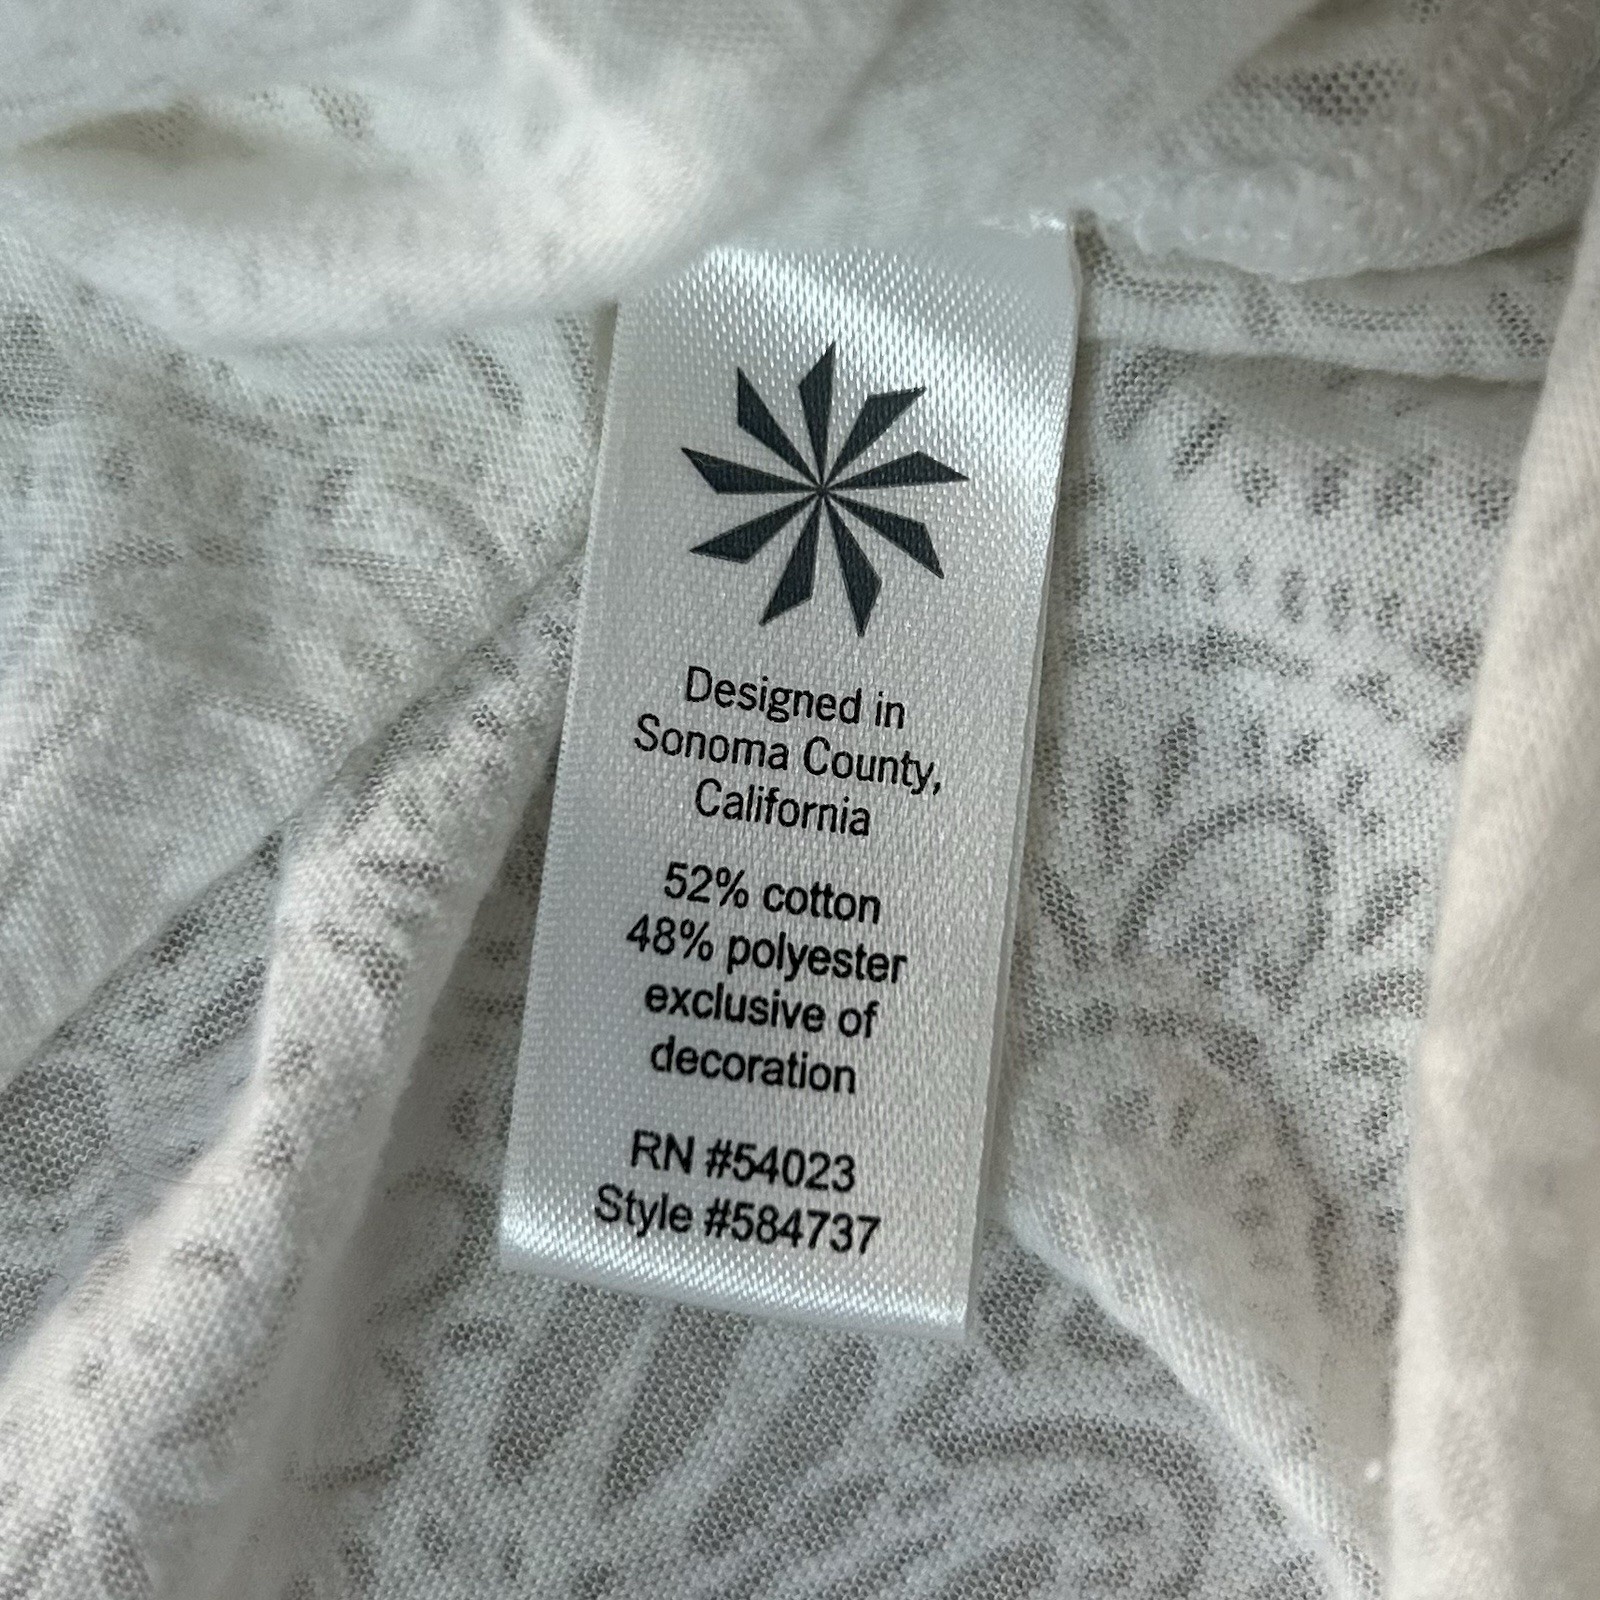 Designed in
Sonoma County,
California
52% cotton
48% polyester
exclusive of
decoration
RN #54023
Style #584737